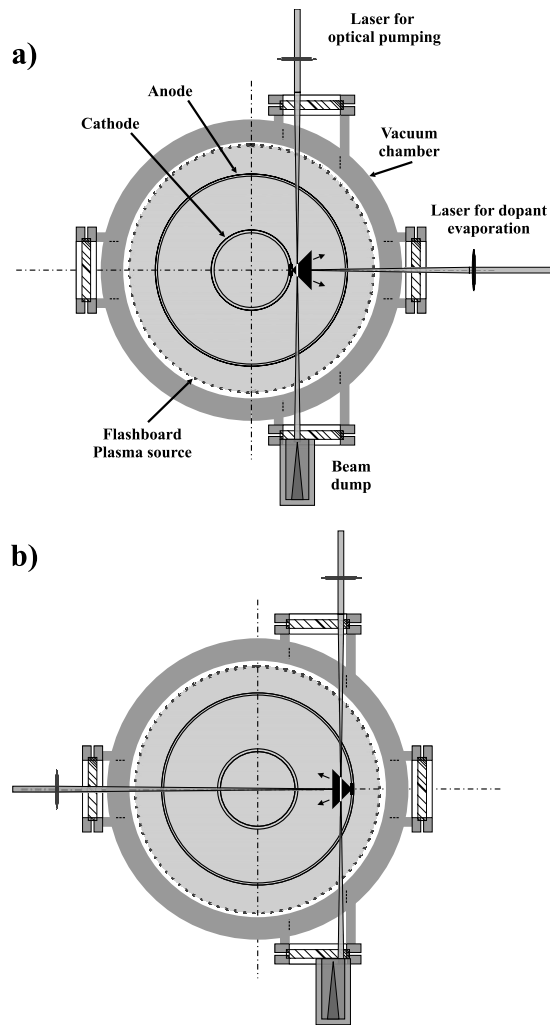 Laser for
optical pumping
a)
Anode
Cathode
Vacuum
chamber
Laser for dopant
evaporation
Flashboard
Plasma source
Beam
dump
b)